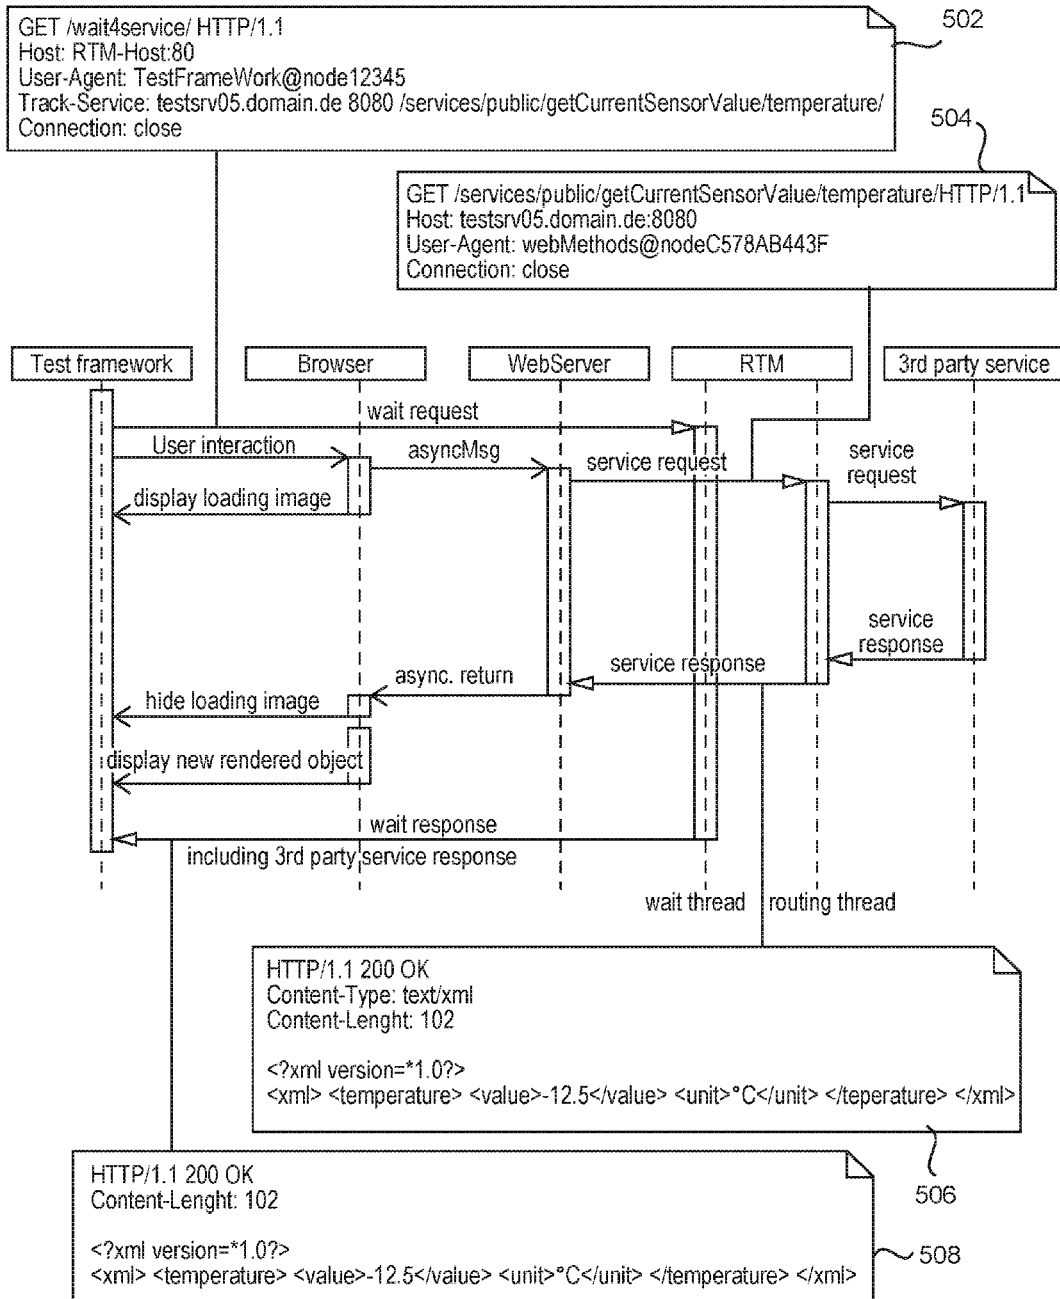 GET /wait4service/ HTTP/1.1
Host: RTM-Host:80
User-Agent: TestFrameWork@node12345
Track-Service: testsrv05.domain.de 8080 /services/public/getCurrentSensorValue/temperature/
Connection: close
502
504
GET /services/public/getCurrentSensorValue/temperature/HTTP/1.1
Host: testsrv05.domain.de:8080
User-Agent: webMethods@nodeC578AB443F
Connection: close
Test framework
Browser
WebServer
RTM
3rd party service
wait request
User interaction
asyncMsg
service request
service
request
display loading image
service
response
service response
async. return
hide loading image
display new rendered object
wait response
including 3rd party service response
wait thread
routing thread
HTTP/1.1 200 OK
Content-Type: text/xml
Content-Lenght: 102
<?xml version=*1.0?>
<xml> <temperature> <value>-12.5</value> <unit>°C</unit> </teperature> </xml>
506
HTTP/1.1 200 OK
Content-Lenght: 102
<?xml version=*1.0?>
<xml> <temperature> <value>-12.5</value> <unit>°C</unit> </temperature> </xml>
508